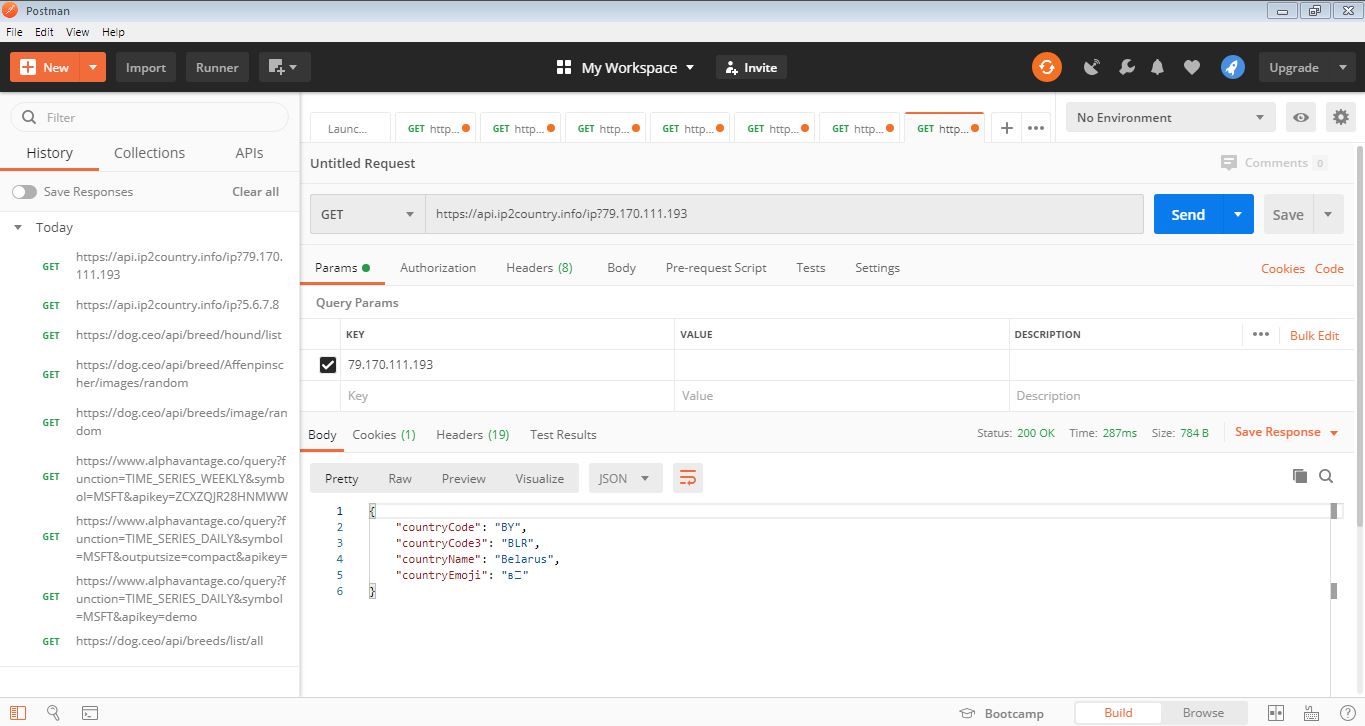 Postman
File Edit View Help
New Import Runner My Workspace Invite Upgrade
Filter
History Collections APIs
Save Responses Clear all
Today
GET https://api.ip2country.info/ip?79.170.
111.193
GET https://api.ip2country.info/ip?5.6.7.8
GET https://dog.ceo/api/breed/hound/list
GET https://dog.ceo/api/breed/Affenpinsc
her/images/random
GET https://dog.ceo/api/breeds/image/ran
dom
GET https://www.alphavantage.co/query?f
unction=TIME_SERIES_WEEKLY&symb
ol=MSFT&apikey=ZCXZQJR28HNMWW
GET https://www.alphavantage.co/query?f
unction=TIME_SERIES_DAILY&symbol
=MSFT&outputsize=compact&apikey=
GET https://www.alphavantage.co/query?f
unction=TIME_SERIES_DAILY&symbol
=MSFT&apikey=demo
GET https://dog.ceo/api/breeds/list/all
Launc... GET http... GET http... GET http... GET http... GET http... GET http... GET http... + •••
No Environment
Untitled Request Comments 0
GET https://api.ip2country.info/ip?79.170.111.193 Send Save
Params Authorization Headers (8) Body Pre-request Script Tests Settings Cookies Code
Query Params
KEY VALUE DESCRIPTION ••• Bulk Edit
79.170.111.193
Key Value Description
Body Cookies (1) Headers (19) Test Results Status: 200 OK Time: 287ms Size: 784 B Save Response
Pretty Raw Preview Visualize JSON
1 {
2 "countryCode": "BY",
3 "countryCode3": "BLR",
4 "countryName": "Belarus",
5 "countryEmoji": "
6 }
Bootcamp Build Browse